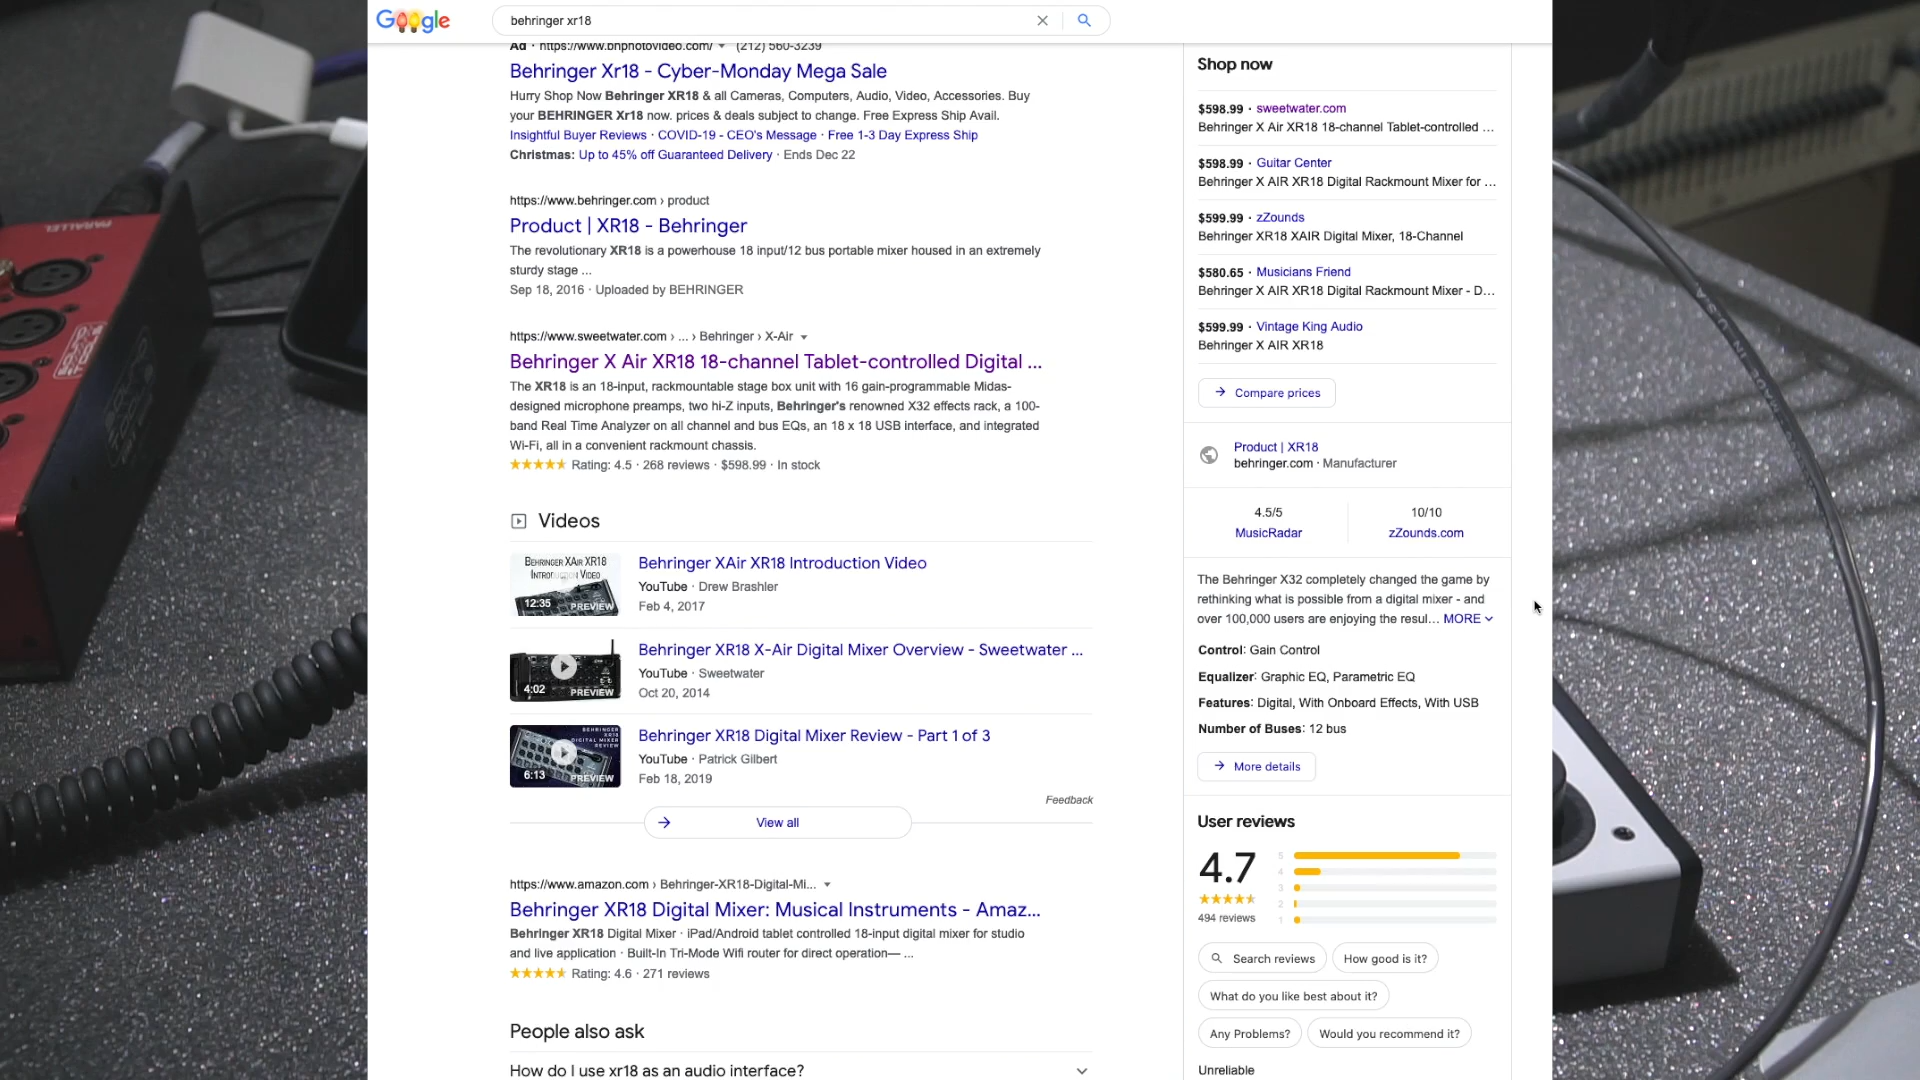 Google
behringer xr18
Ad · https://www.bhphotovideo.com/ (212) 560-3239
Behringer Xr18 - Cyber-Monday Mega Sale
Hurry Shop Now Behringer XR18 & all Cameras, Computers, Audio, Video, Accessories. Buy
your BEHRINGER Xr18 now. prices & deals subject to change. Free Express Ship Avail.
Insightful Buyer Reviews · COVID-19 - CEO's Message · Free 1-3 Day Express Ship
Christmas: Up to 45% off Guaranteed Delivery · Ends Dec 22
https://www.behringer.com › product
Product | XR18 - Behringer
The revolutionary XR18 is a powerhouse 18 input/12 bus portable mixer housed in an extremely
sturdy stage ...
Sep 18, 2016 · Uploaded by BEHRINGER
https://www.sweetwater.com › ... › Behringer › X-Air
Behringer X Air XR18 18-channel Tablet-controlled Digital ...
The XR18 is an 18-input, rackmountable stage box unit with 16 gain-programmable Midas-
designed microphone preamps, two hi-Z inputs, Behringer's renowned X32 effects rack, a 100-
band Real Time Analyzer on all channel and bus EQs, an 18 x 18 USB interface, and integrated
Wi-Fi, all in a convenient rackmount chassis.
Rating: 4.5 · 268 reviews · $598.99 · In stock
Videos
BEHRINGER XAIR XR18
INTRODUCTION VIDEO
12:35 PREVIEW
Behringer XAir XR18 Introduction Video
YouTube · Drew Brashler
Feb 4, 2017
4:02 PREVIEW
Behringer XR18 X-Air Digital Mixer Overview - Sweetwater ...
YouTube · Sweetwater
Oct 20, 2014
BEHRINGER
XR18
DIGITAL MIXER
REVIEW
6:13 PREVIEW
Behringer XR18 Digital Mixer Review - Part 1 of 3
YouTube · Patrick Gilbert
Feb 18, 2019
Feedback
View all
https://www.amazon.com › Behringer-XR18-Digital-Mi...
Behringer XR18 Digital Mixer: Musical Instruments - Amaz...
Behringer XR18 Digital Mixer · iPad/Android tablet controlled 18-input digital mixer for studio
and live application · Built-In Tri-Mode Wifi router for direct operation— ...
Rating: 4.6 · 271 reviews
People also ask
How do I use xr18 as an audio interface?
Shop now
$598.99 · sweetwater.com
Behringer X Air XR18 18-channel Tablet-controlled ...
$598.99 · Guitar Center
Behringer X AIR XR18 Digital Rackmount Mixer for ...
$599.99 · zZounds
Behringer XR18 XAIR Digital Mixer, 18-Channel
$580.65 · Musicians Friend
Behringer X AIR XR18 Digital Rackmount Mixer - D...
$599.99 · Vintage King Audio
Behringer X AIR XR18
Compare prices
Product | XR18
behringer.com · Manufacturer
4.5/5
MusicRadar
10/10
zZounds.com
The Behringer X32 completely changed the game by
rethinking what is possible from a digital mixer - and
over 100,000 users are enjoying the resul... MORE
Control: Gain Control
Equalizer: Graphic EQ, Parametric EQ
Features: Digital, With Onboard Effects, With USB
Number of Buses: 12 bus
More details
User reviews
4.7
494 reviews
5
4
3
2
1
Search reviews
How good is it?
What do you like best about it?
Any Problems?
Would you recommend it?
Unreliable
PARALLEL
SOUND
TOOLS